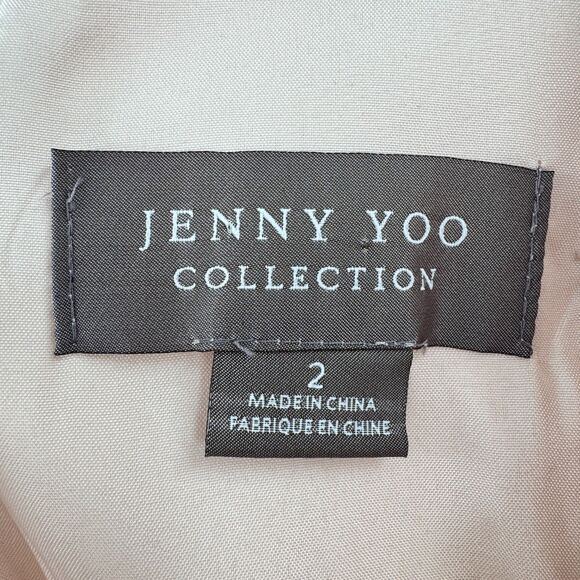 JENNY YOO
COLLECTION
2
MADE IN CHINA
FABRIQUE EN CHINE